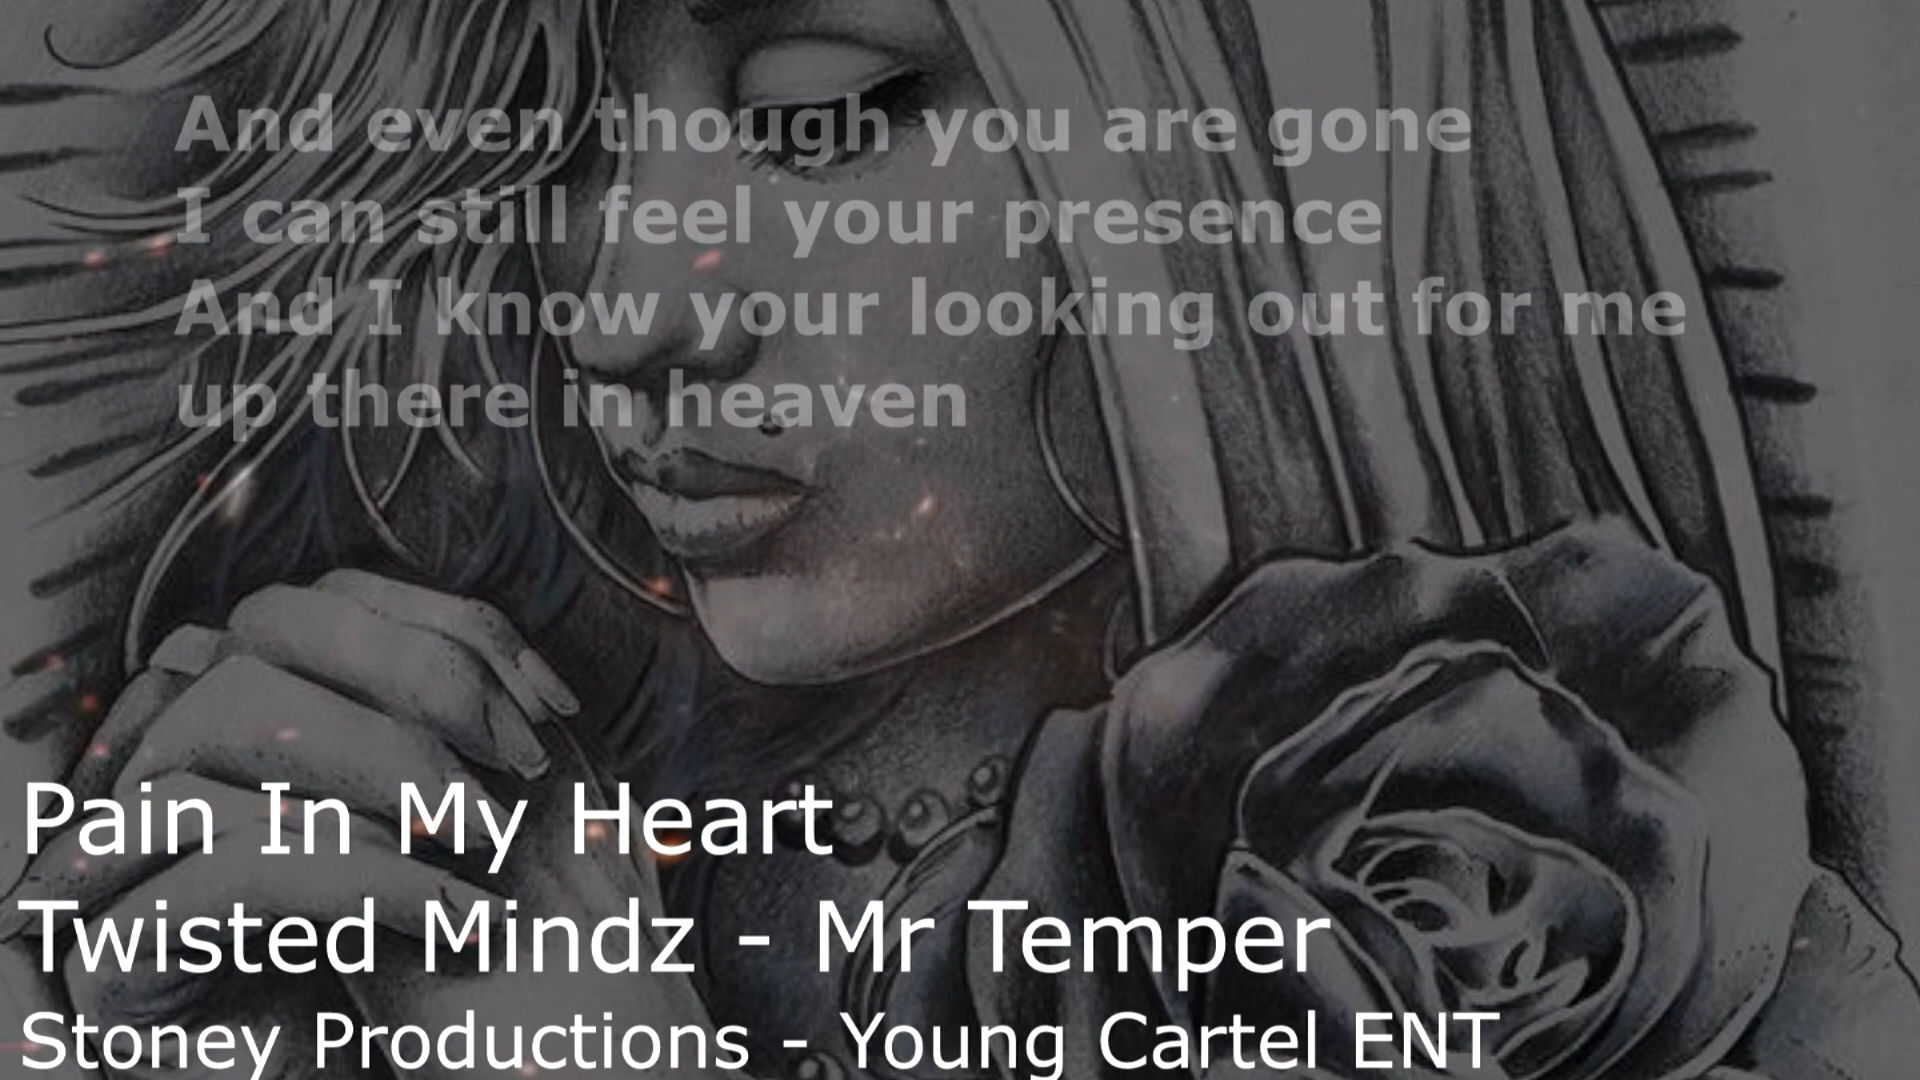 And even though you are gone
I can still feel your presence
And I know your looking out for me
up there in heaven
Pain In My Heart
Twisted Mindz - Mr Temper
Stoney Productions - Young Cartel ENT